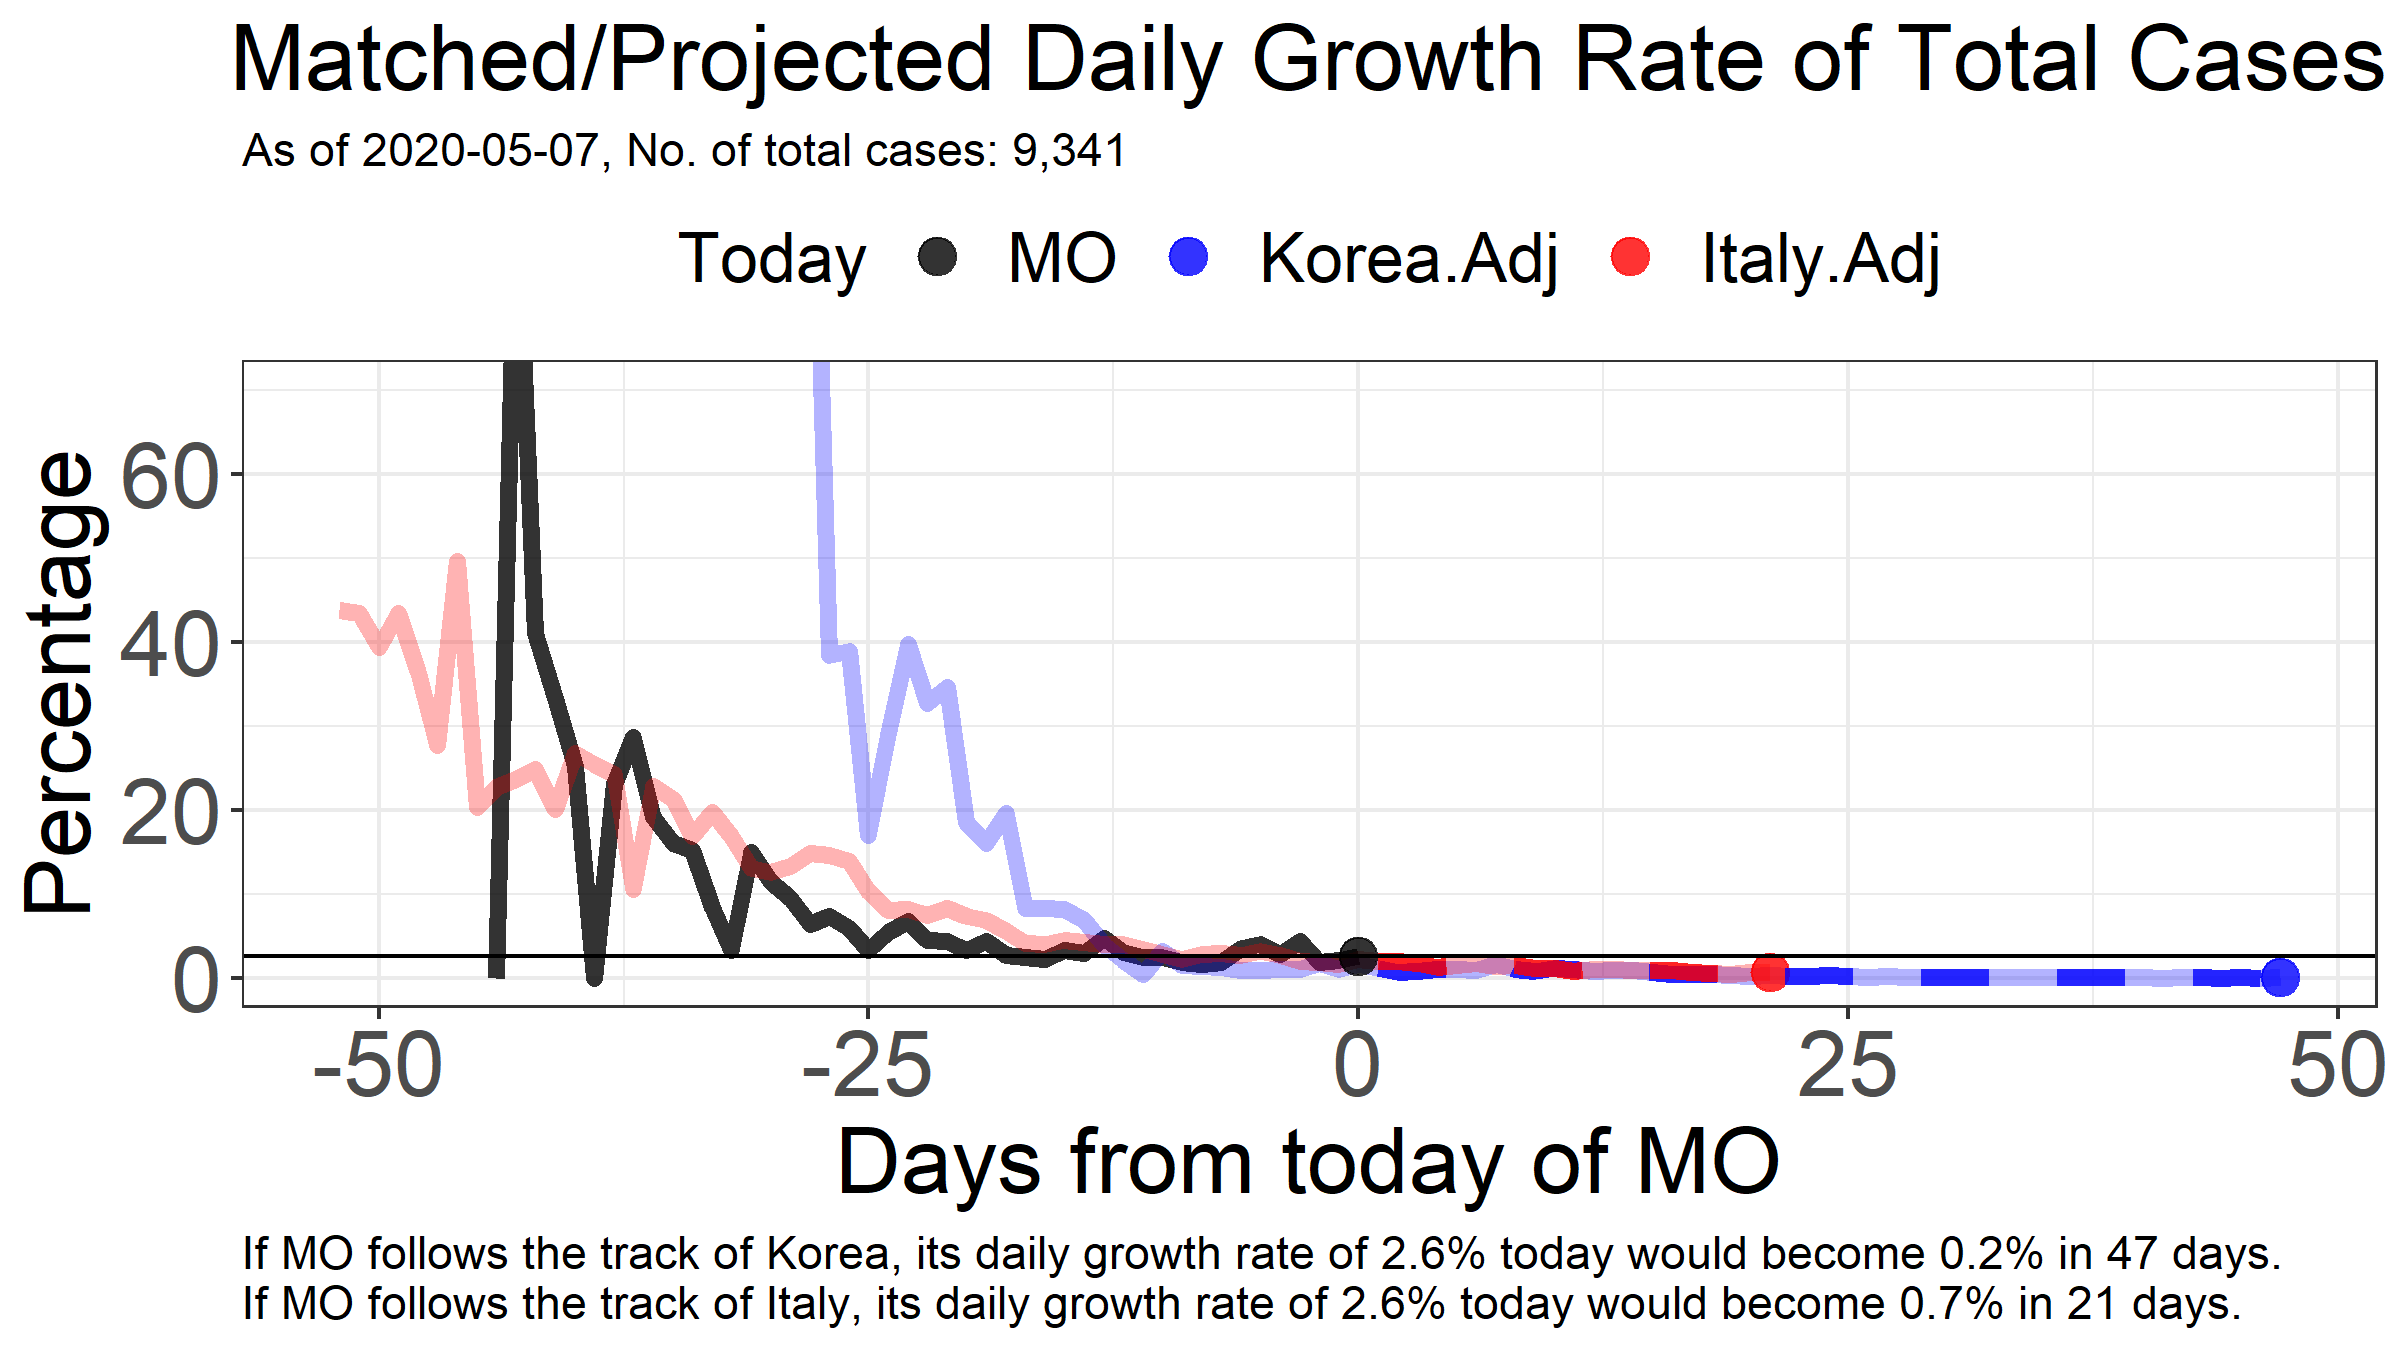 Matched/Projected Daily Growth Rate of Total Cases
As of 2020-05-07, No. of total cases: 9,341
Today MO Korea.Adj Italy.Adj
Percentage
60
40
20
0
-50 -25 0 25 50
Days from today of MO
If MO follows the track of Korea, its daily growth rate of 2.6% today would become 0.2% in 47 days.
If MO follows the track of Italy, its daily growth rate of 2.6% today would become 0.7% in 21 days.